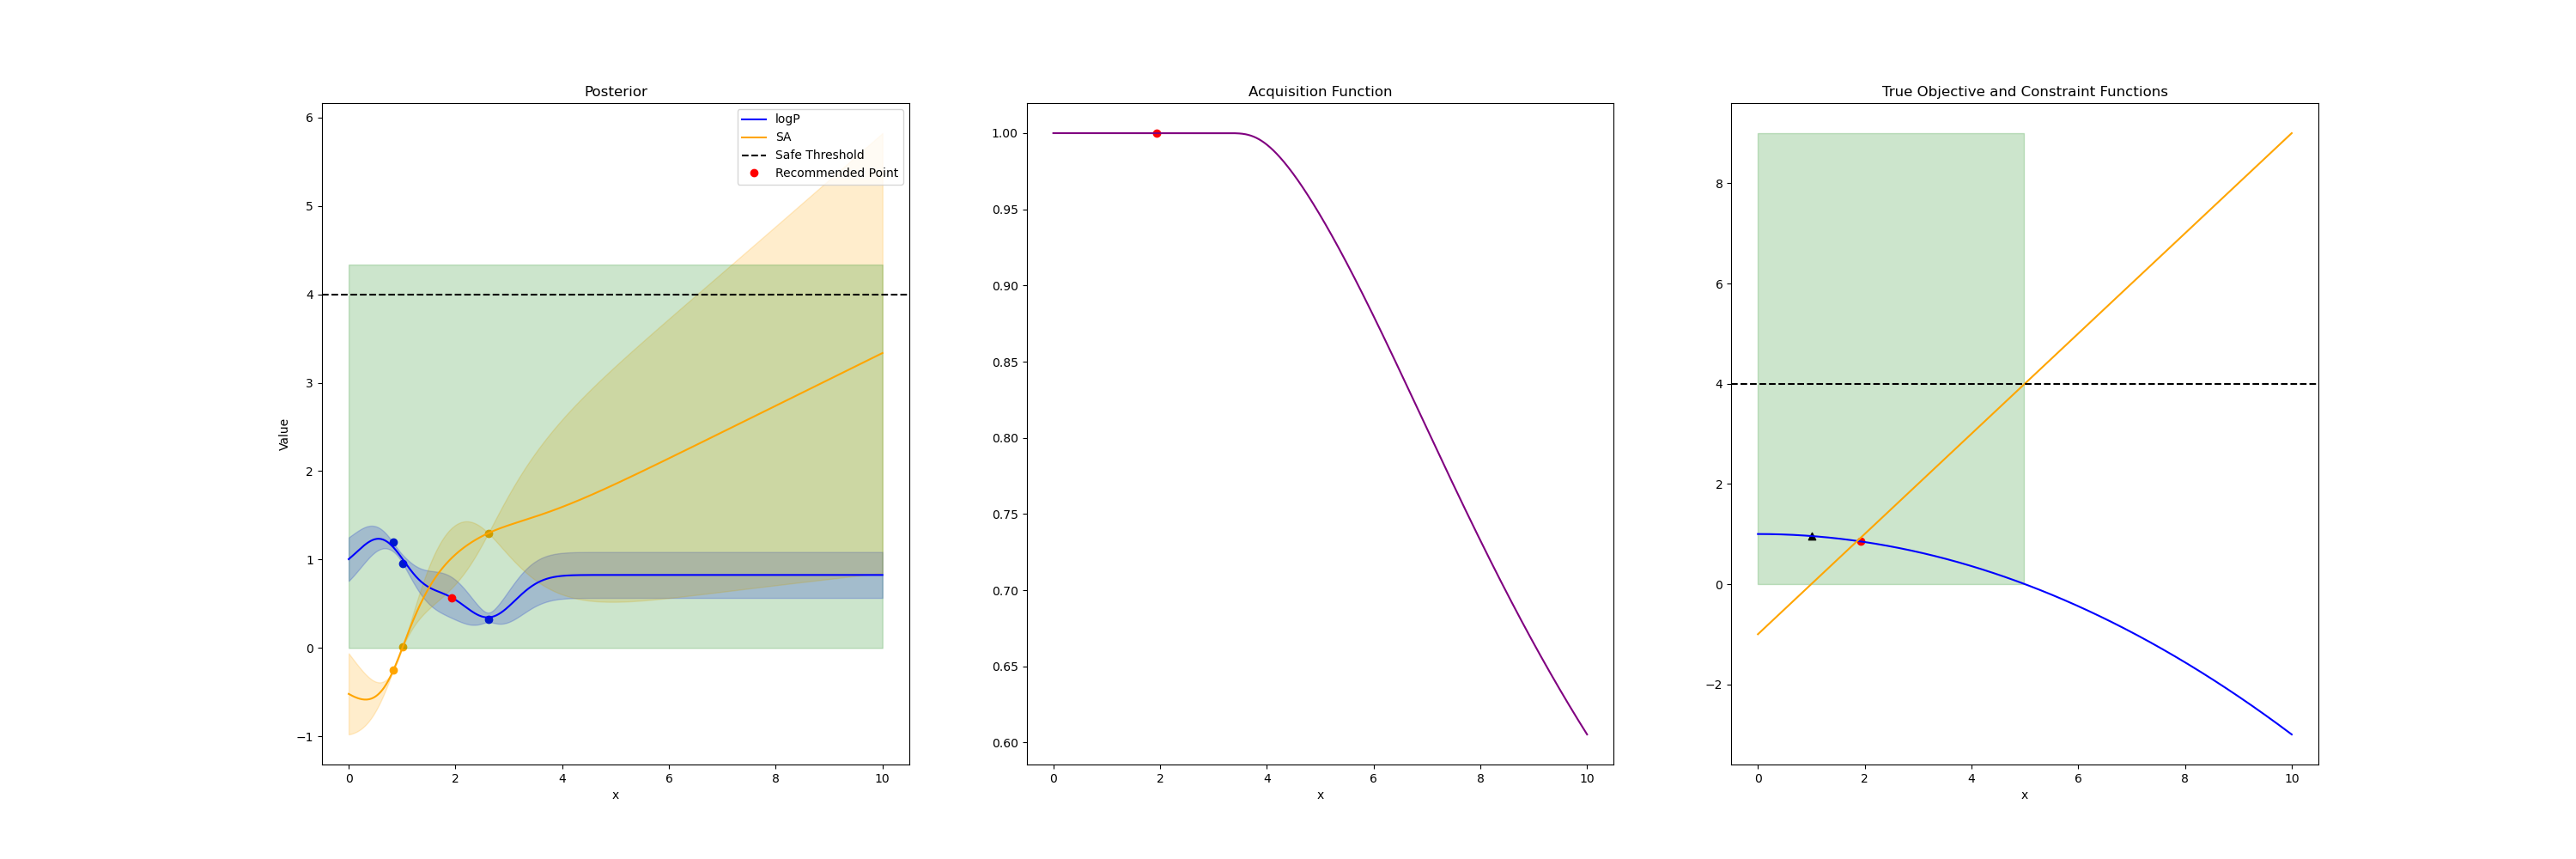 Posterior
6
5
4
3
2
1
0
−1
Value
0 2 4 6 8 10
x
logP
SA
Safe Threshold
Recommended Point
Acquisition Function
1.00
0.95
0.90
0.85
0.80
0.75
0.70
0.65
0.60
0 2 4 6 8 10
x
True Objective and Constraint Functions
8
6
4
2
0
−2
0 2 4 6 8 10
x